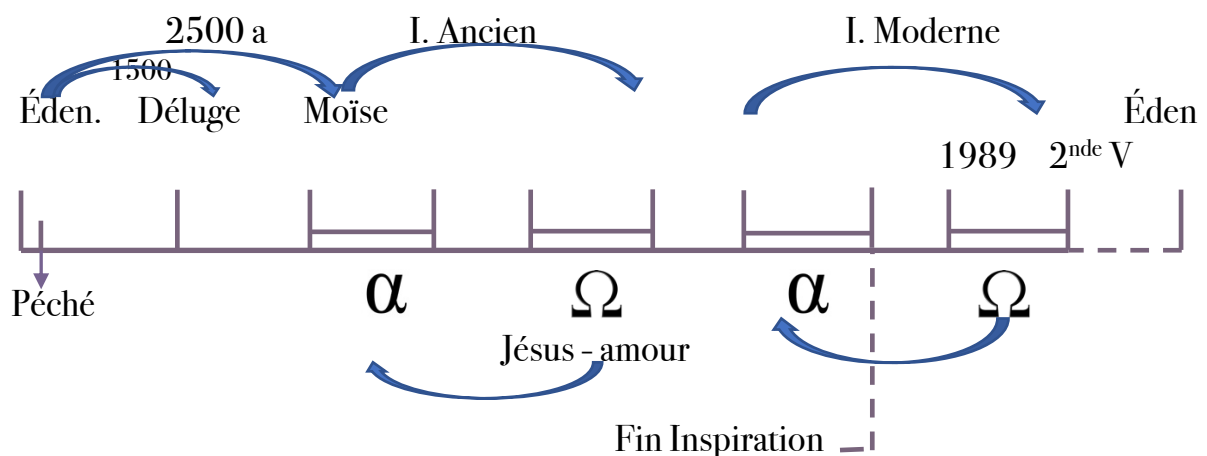 2500 a I. Ancien I. Moderne
1500
Éden. Déluge Moïse Éden
1989 2nde V
α Ω α Ω
Péché
Jésus - amour
Fin Inspiration